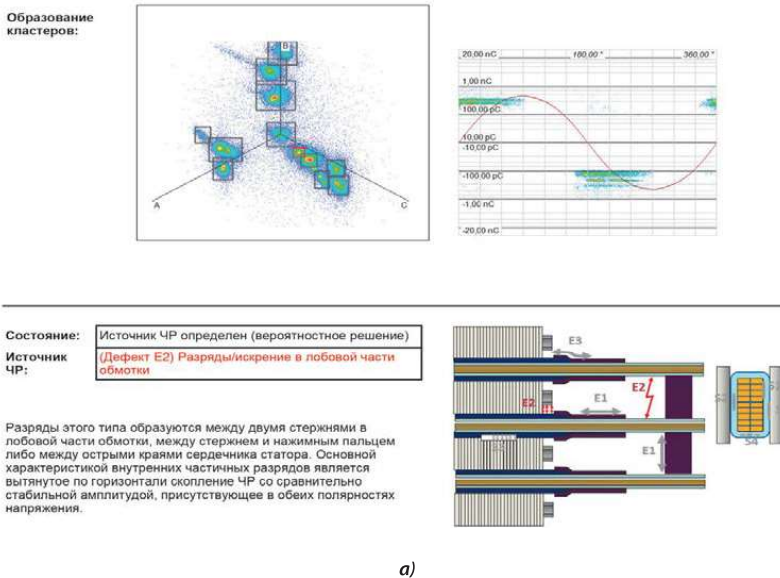 Образование
кластеров:
B
A
C
20,00 nC
180,00 °
360,00 °
1,00 nC
100,00 pC
10,00 pC
-10,00 pC
-100,00 pC
-1,00 nC
-20,00 nC
Состояние:
Источник ЧР определен (вероятностное решение)
Источник
ЧР:
(Дефект E2) Разряды/искрение в лобовой части
обмотки
Разряды этого типа образуются между двумя стержнями в
лобовой части обмотки, между стержнем и нажимным пальцем
либо между острыми краями сердечника статора. Основной
характеристикой внутренних частичных разрядов является
вытянутое по горизонтали скопление ЧР со сравнительно
стабильной амплитудой, присутствующее в обеих полярностях
напряжения.
E3
E2
E2
E1
E1
S4
а)